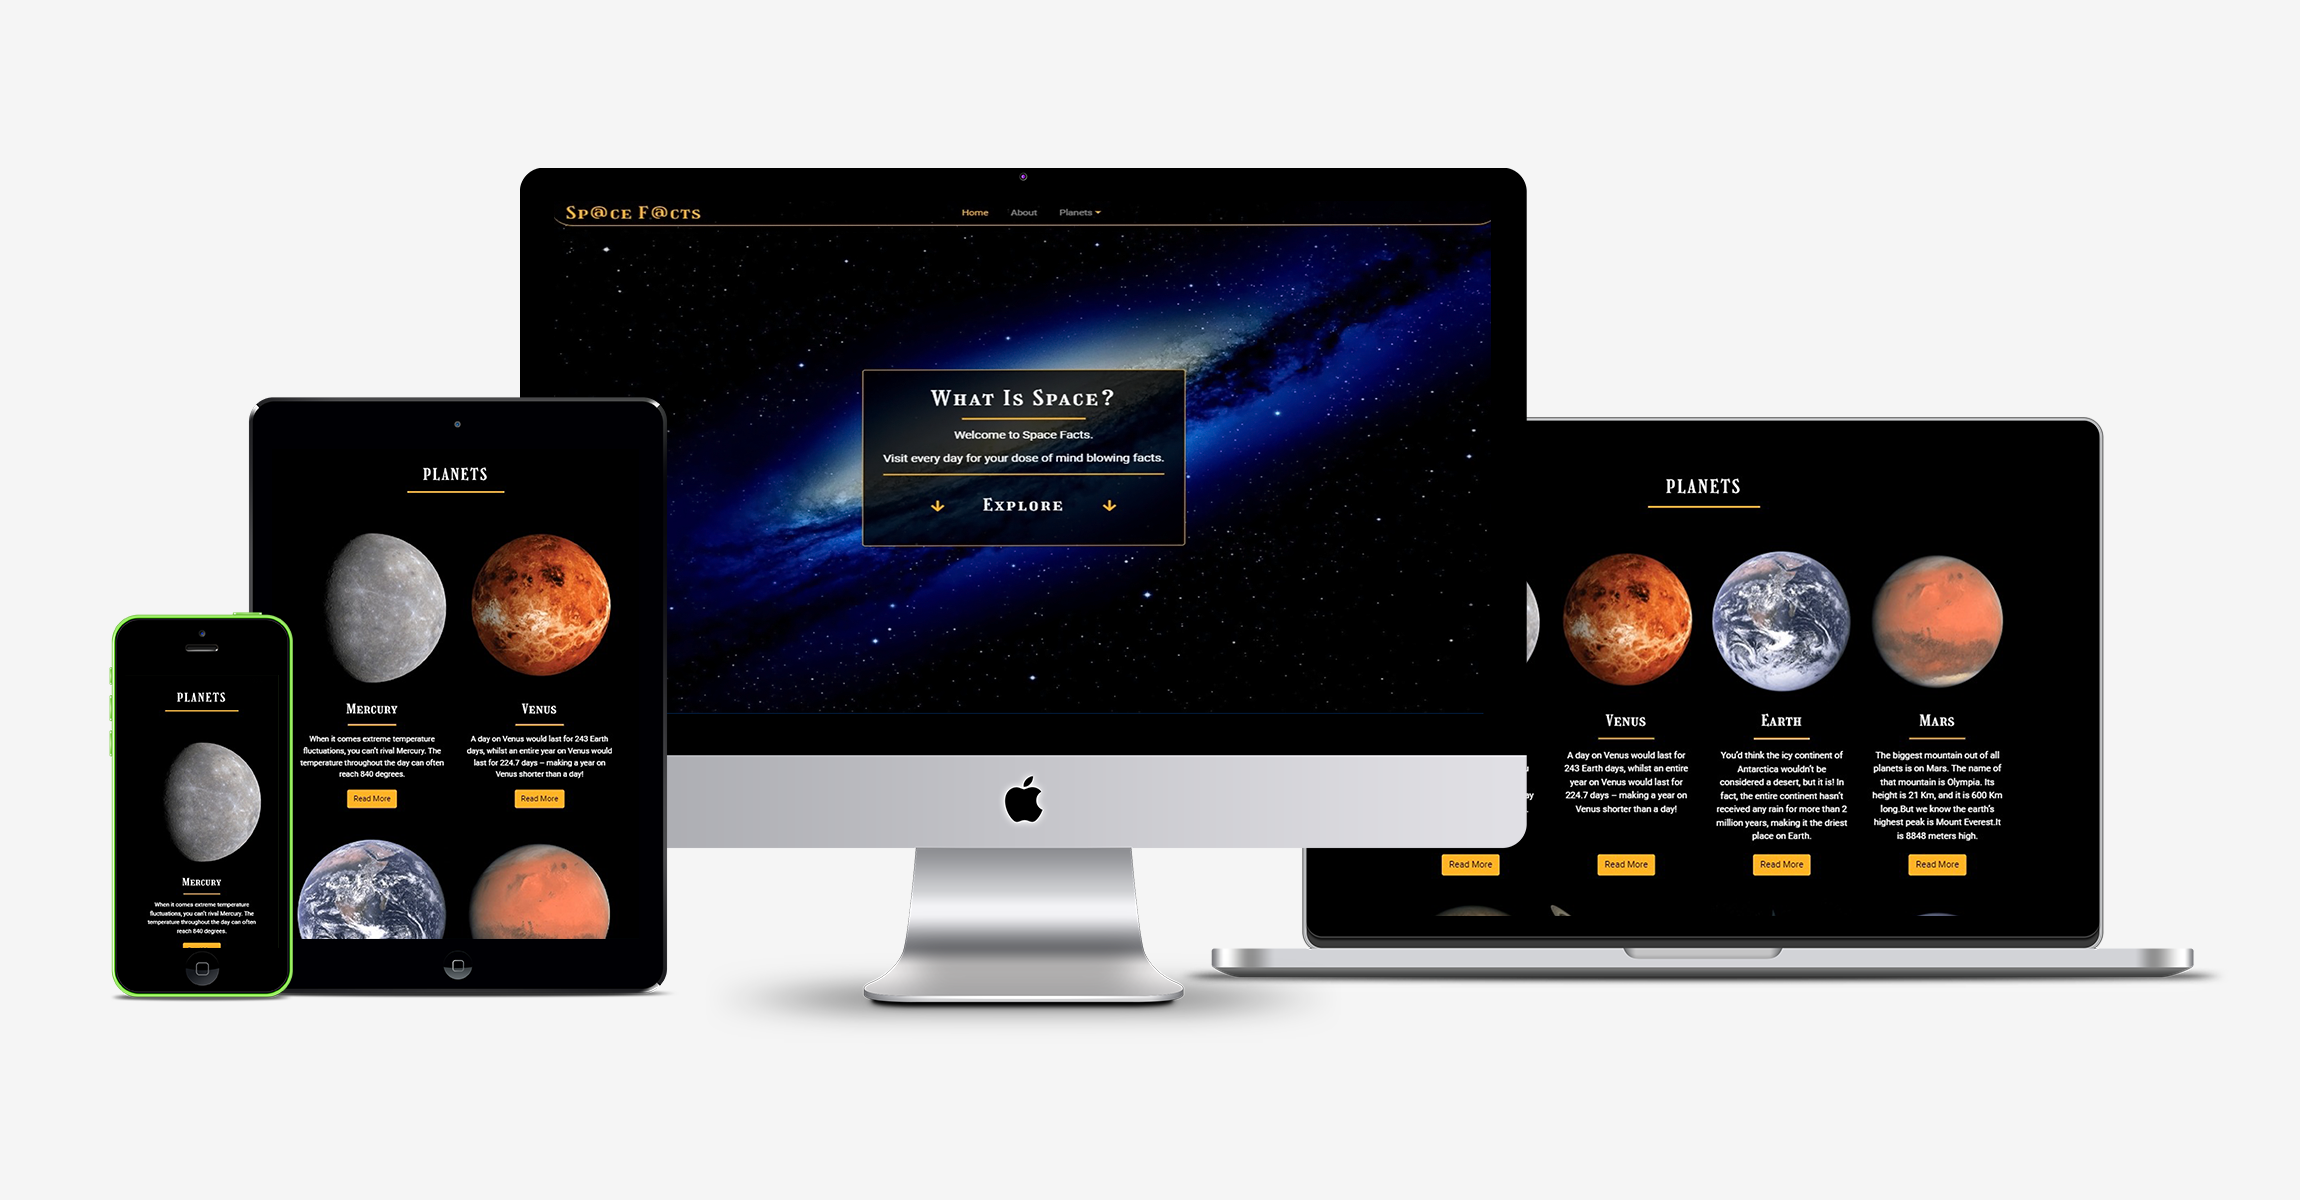 Sp@ce F@cts
Home About Planets
What Is Space?
Welcome to Space Facts.
Visit every day for your dose of mind blowing facts.
Explore
PLANETS
Mercury
When it comes extreme temperature
fluctuations, you can't rival Mercury. The
temperature throughout the day can often
reach 840 degrees.
PLANETS
Mercury
When it comes extreme temperature
fluctuations, you can't rival Mercury. The
temperature throughout the day can often
reach 840 degrees.
Read More
Venus
A day on Venus would last for 243 Earth
days, whilst an entire year on Venus would
last for 224.7 days – making a year on
Venus shorter than a day!
Read More
PLANETS
Read More
Venus
A day on Venus would last for
243 Earth days, whilst an entire
year on Venus would last for
224.7 days – making a year on
Venus shorter than a day!
Read More
Earth
You'd think the icy continent of
Antarctica wouldn't be
considered a desert, but it is! In
fact, the entire continent hasn't
received any rain for more than 2
million years, making it the driest
place on Earth.
Read More
Mars
The biggest mountain out of all
planets is on Mars. The name of
that mountain is Olympia. Its
height is 21 Km, and it is 600 Km
long.But we know the earth's
highest peak is Mount Everest.It
is 8848 meters high.
Read More